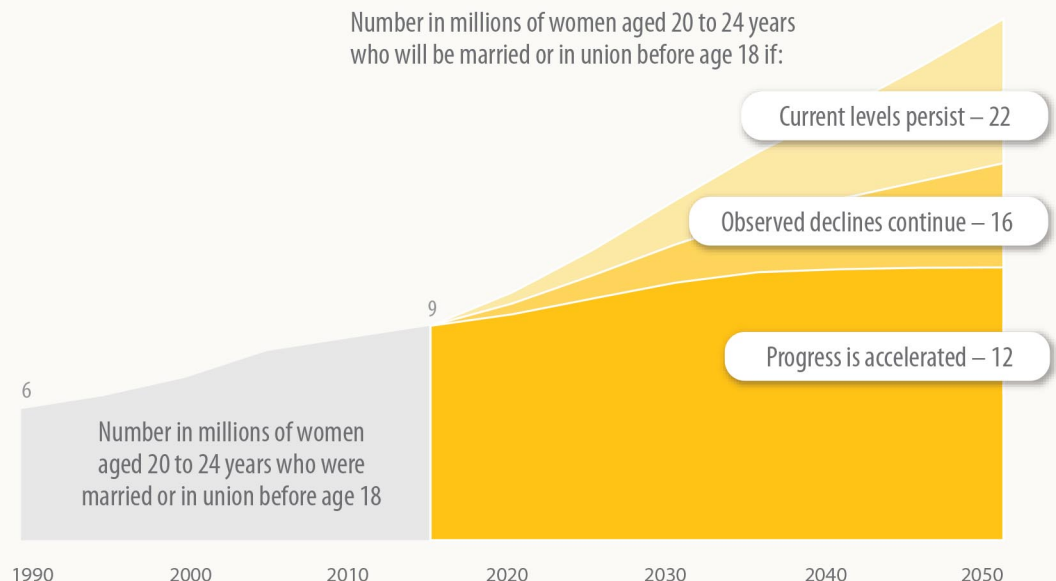 Number in millions of women aged 20 to 24 years
who will be married or in union before age 18 if:
Current levels persist – 22
Observed declines continue – 16
9
Progress is accelerated – 12
6
Number in millions of women
aged 20 to 24 years who were
married or in union before age 18
1990 2000 2010 2020 2030 2040 2050